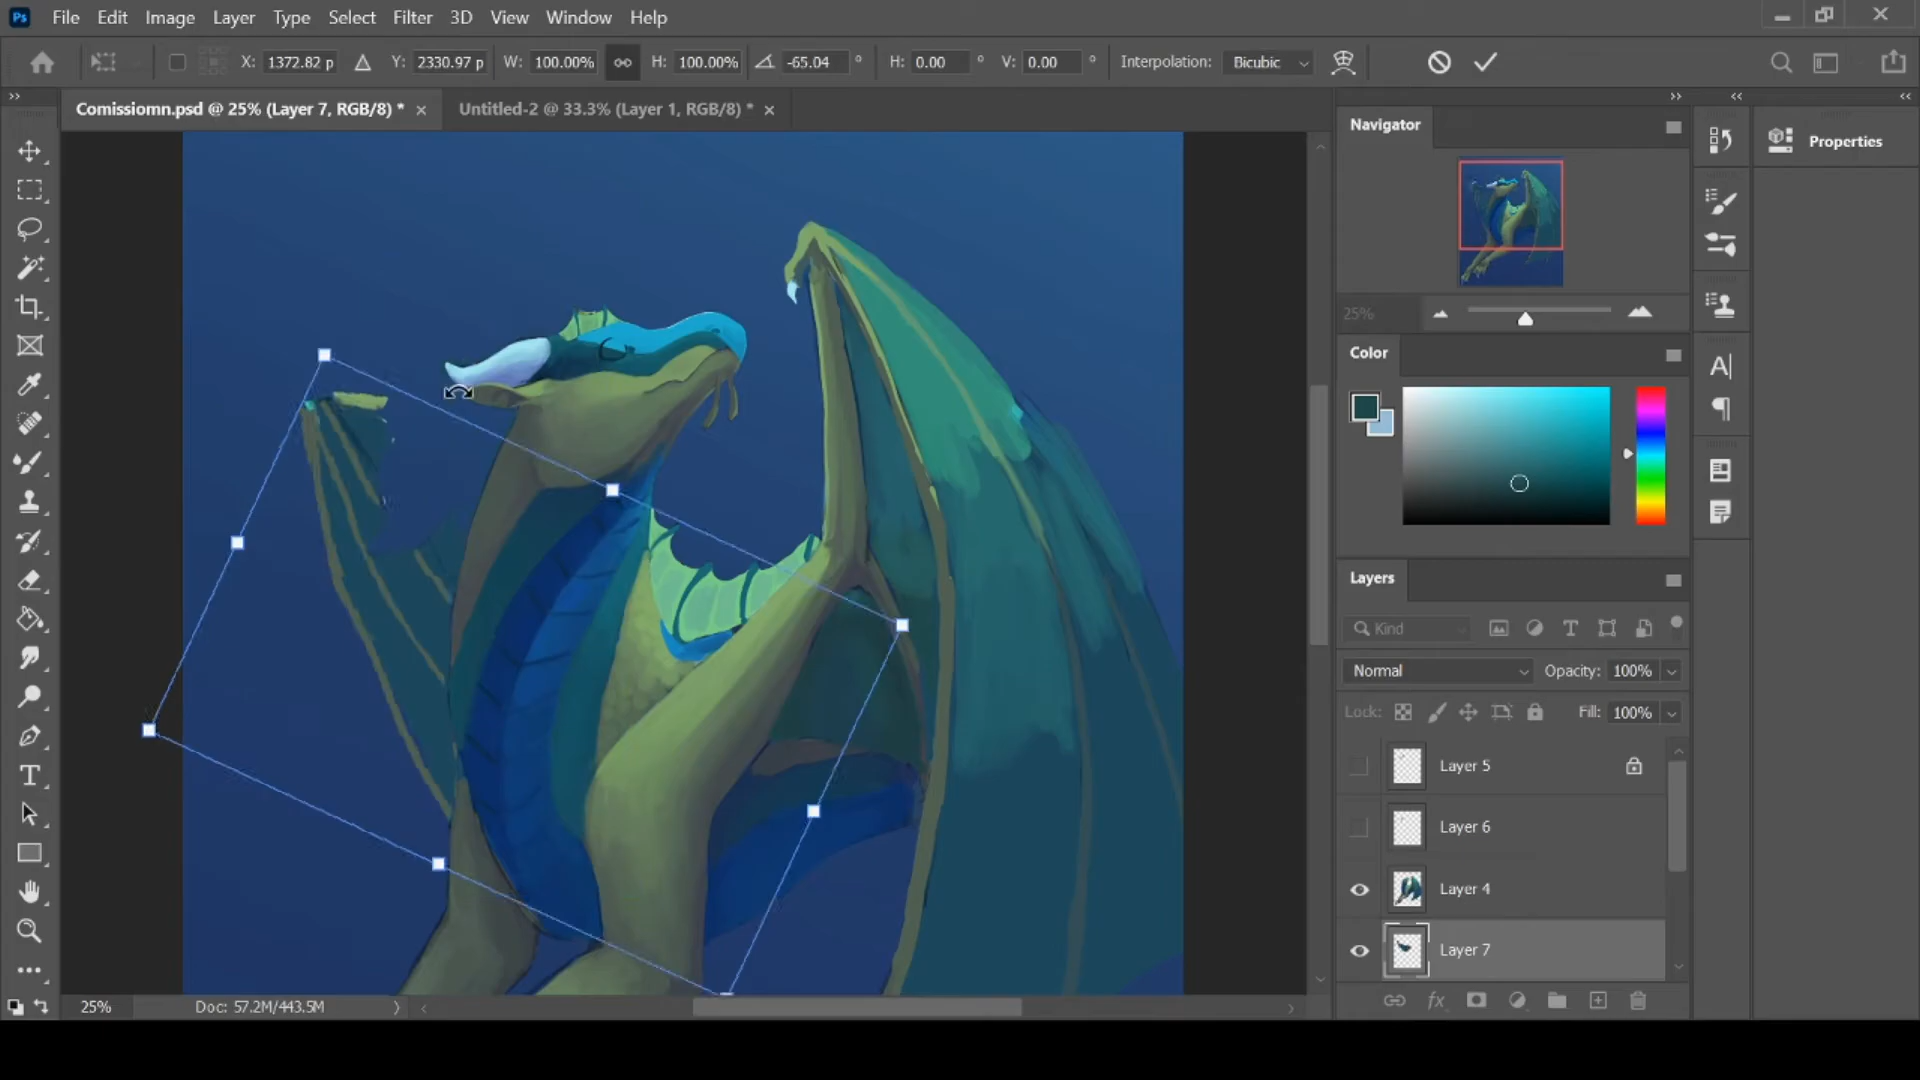 Ps File Edit Image Layer Type Select Filter 3D View Window Help
X: 1372.82 p Y: 2330.97 p W: 100.00% H: 100.00% -65.04 ° H: 0.00 ° V: 0.00 ° Interpolation: Bicubic
Comissiomn.psd @ 25% (Layer 7, RGB/8) * × Untitled-2 @ 33.3% (Layer 1, RGB/8) * ×
Navigator
Properties
25%
Color
Layers
Kind
Normal Opacity: 100%
Lock: Fill: 100%
Layer 5
Layer 6
Layer 4
Layer 7
fx
25% Doc: 57.2M/443.5M